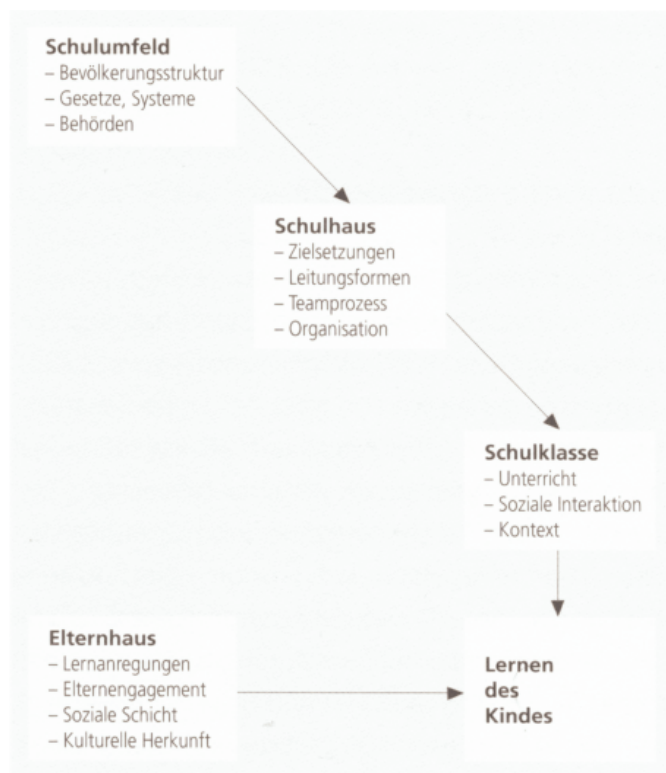 Schulumfeld
– Bevölkerungsstruktur
– Gesetze, Systeme
– Behörden
Schulhaus
– Zielsetzungen
– Leitungsformen
– Teamprozess
– Organisation
Schulklasse
– Unterricht
– Soziale Interaktion
– Kontext
Elternhaus
– Lernanregungen
– Elternengagement
– Soziale Schicht
– Kulturelle Herkunft
Lernen
des
Kindes